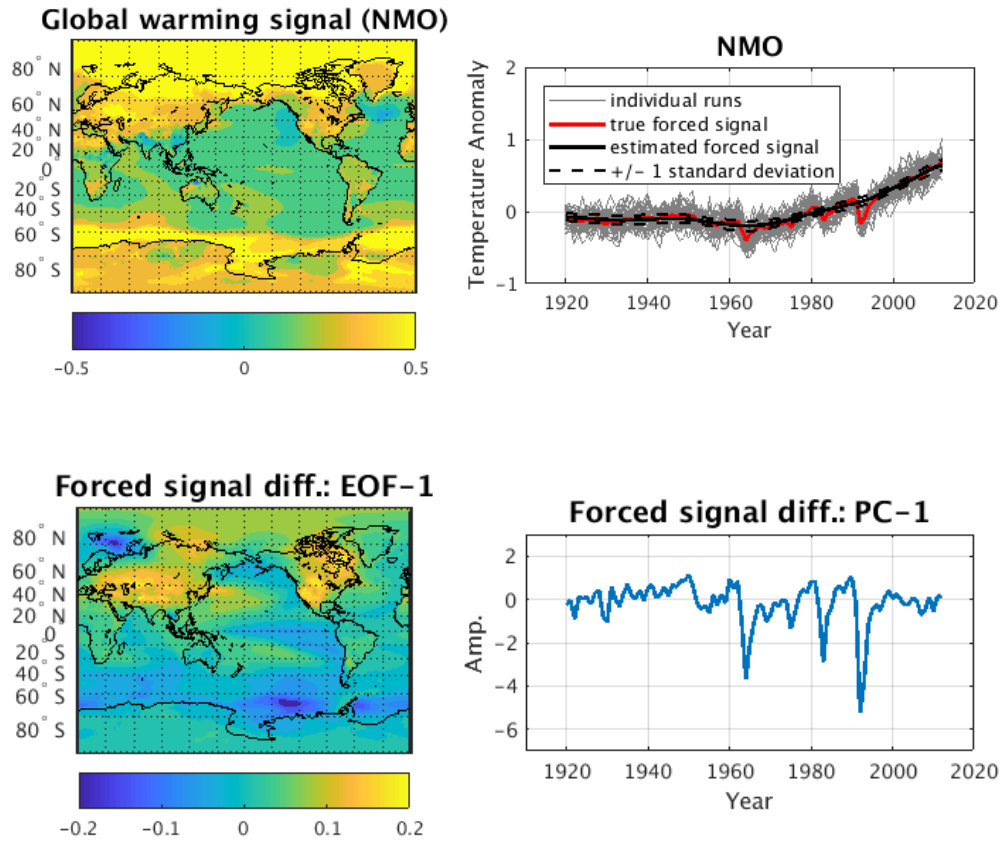 Global warming signal (NMO)
80° N
60° N
40° N
20° N
0°
20° S
40° S
60° S
80° S
-0.5 0 0.5
NMO
Temperature Anomaly
2
1
0
-1
individual runs
true forced signal
estimated forced signal
+/- 1 standard deviation
1920 1940 1960 1980 2000 2020
Year
Forced signal diff.: EOF-1
80° N
60° N
40° N
20° N
0°
20° S
40° S
60° S
80° S
-0.2 -0.1 0 0.1 0.2
Forced signal diff.: PC-1
Amp.
2
0
-2
-4
-6
1920 1940 1960 1980 2000 2020
Year